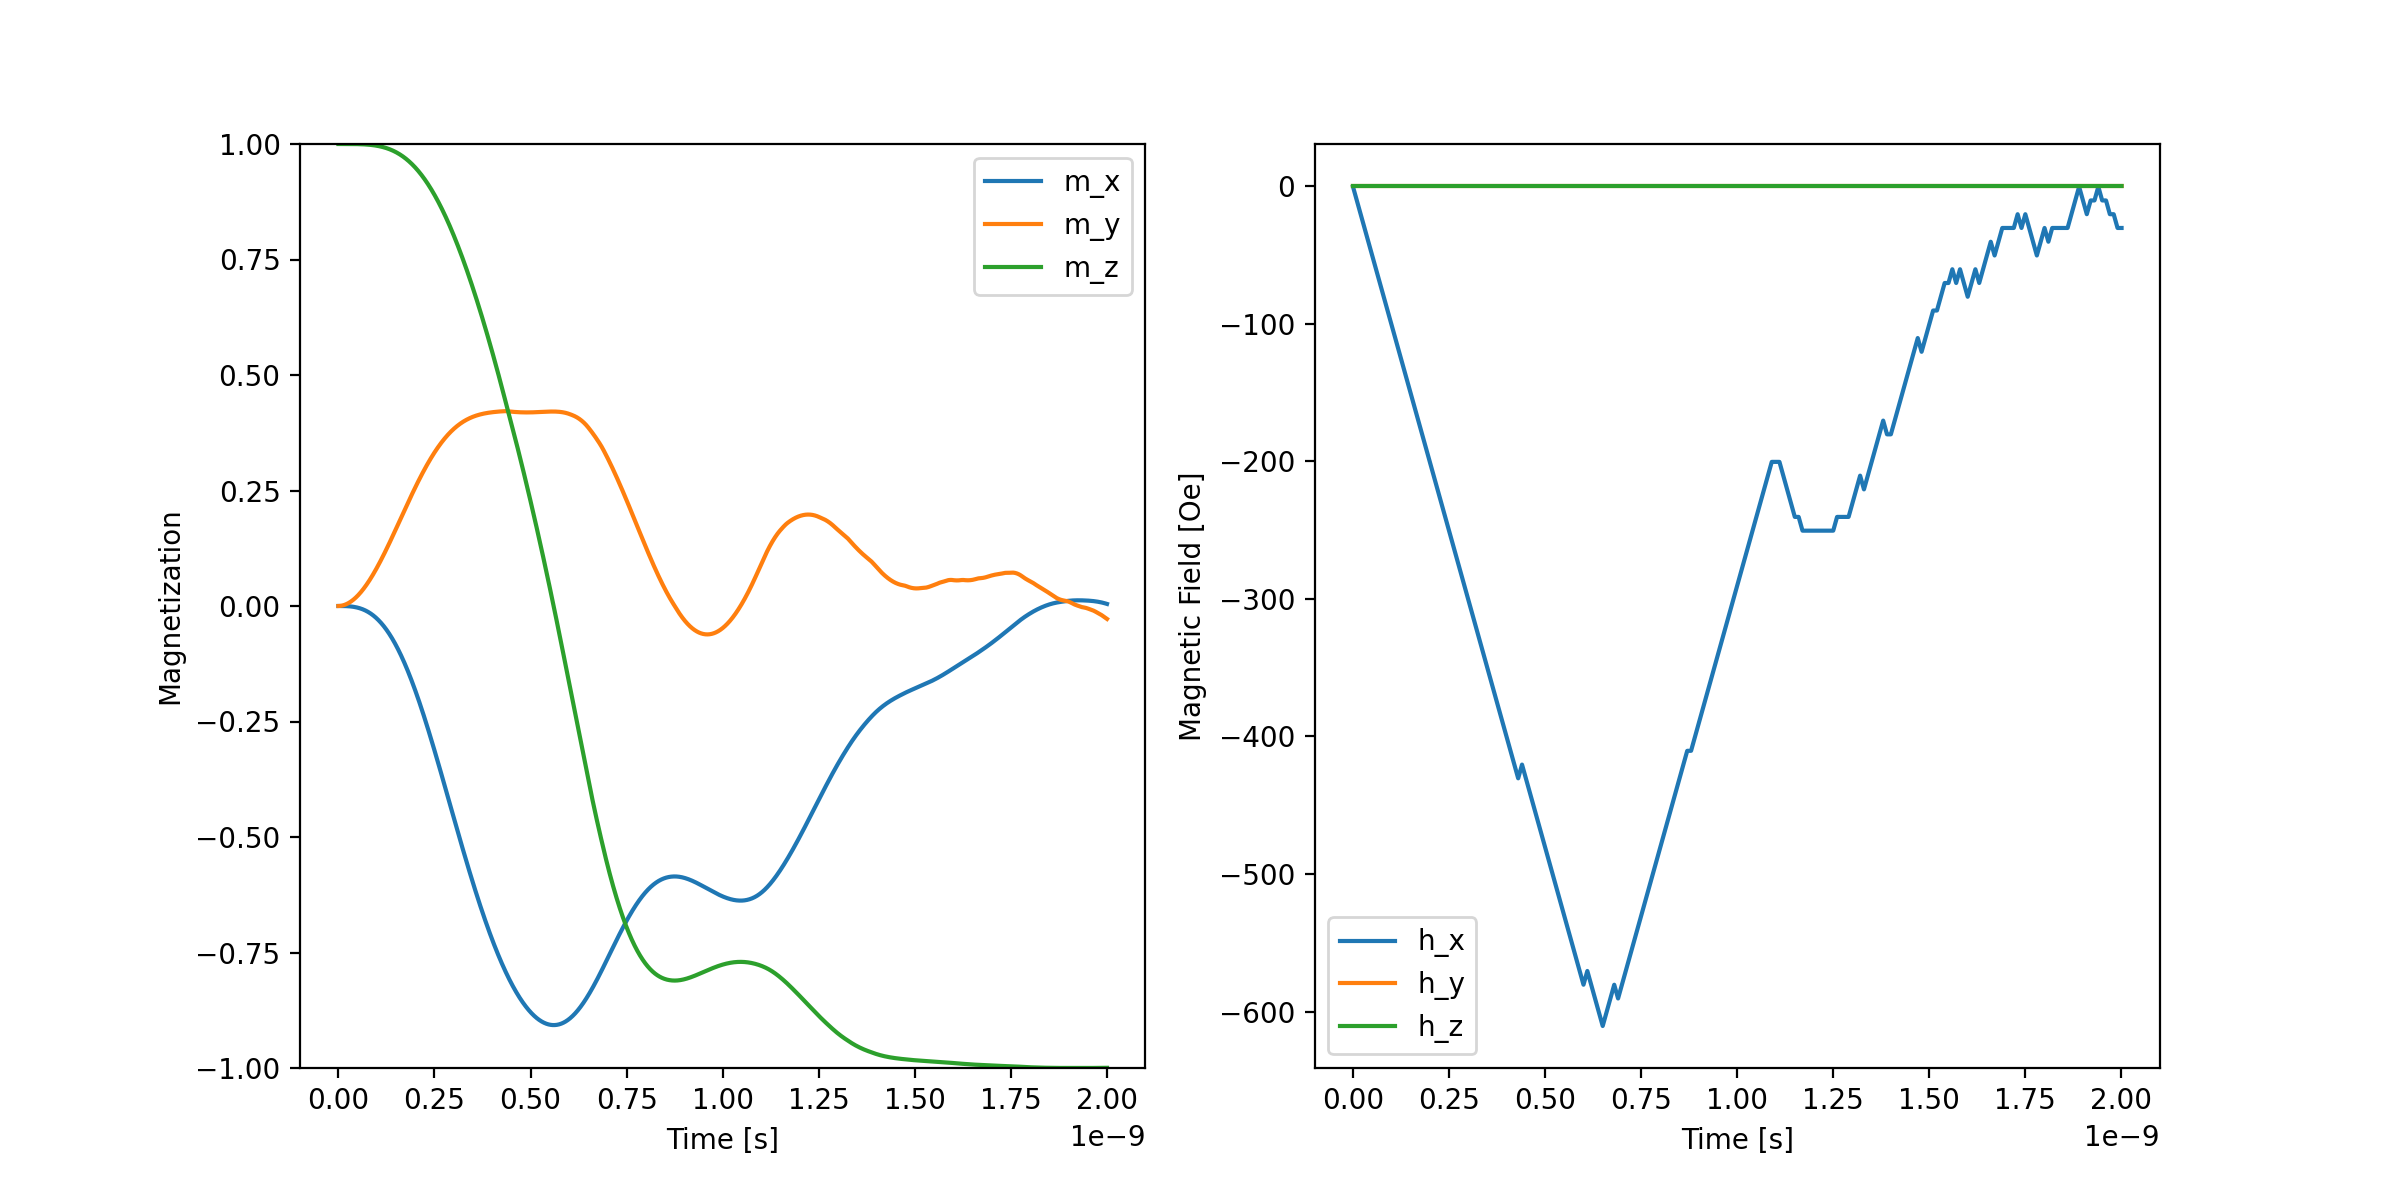 Magnetization
1.00
0.75
0.50
0.25
0.00
−0.25
−0.50
−0.75
−1.00
m_x
m_y
m_z
0.00 0.25 0.50 0.75 1.00 1.25 1.50 1.75 2.00
Time [s]
1e−9
Magnetic Field [Oe]
0
−100
−200
−300
−400
−500
−600
h_x
h_y
h_z
0.00 0.25 0.50 0.75 1.00 1.25 1.50 1.75 2.00
Time [s]
1e−9